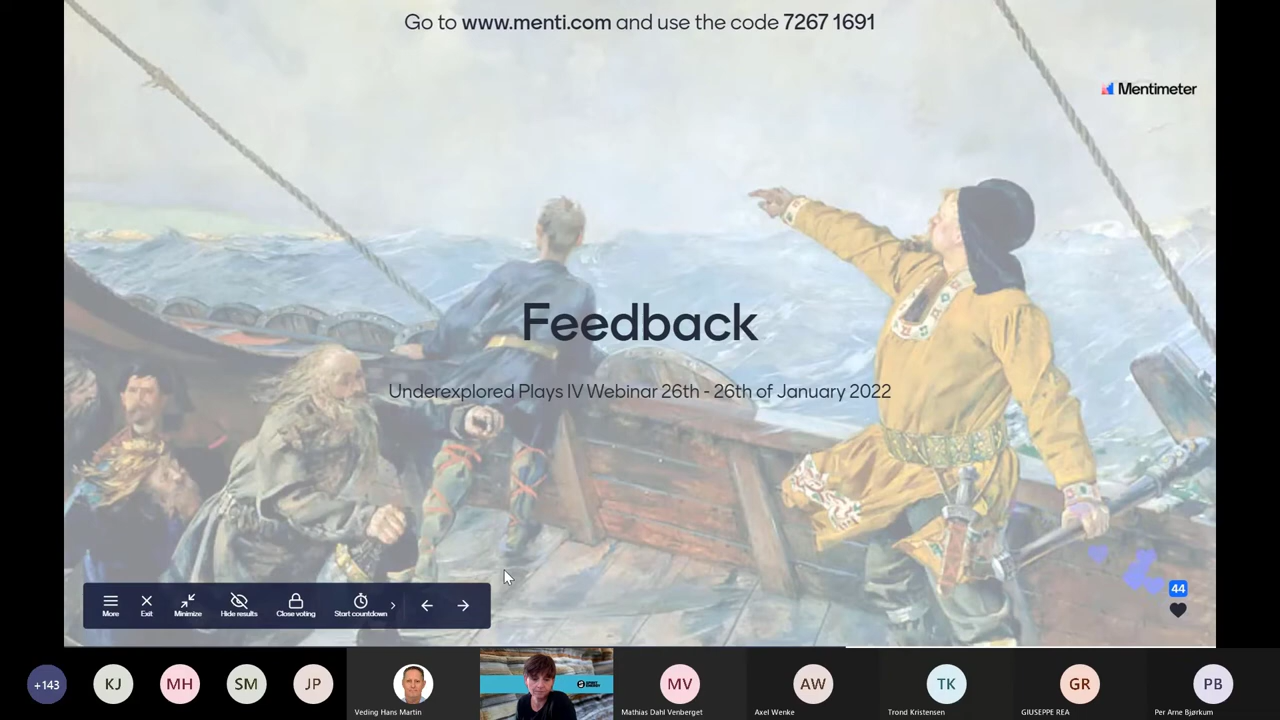 Go to www.menti.com and use the code 7267 1691
Mentimeter
Feedback
Underexplored Plays IV Webinar 26th - 26th of January 2022
More
Exit
Minimize
Hide results
Close voting
Start countdown
44
+143
KJ
MH
SM
JP
MV
AW
TK
GR
PB
Veding Hans Martin
Mathias Dahl Venberget
Axel Wenke
Trond Kristensen
GIUSEPPE REA
Per Arne Bjørkum